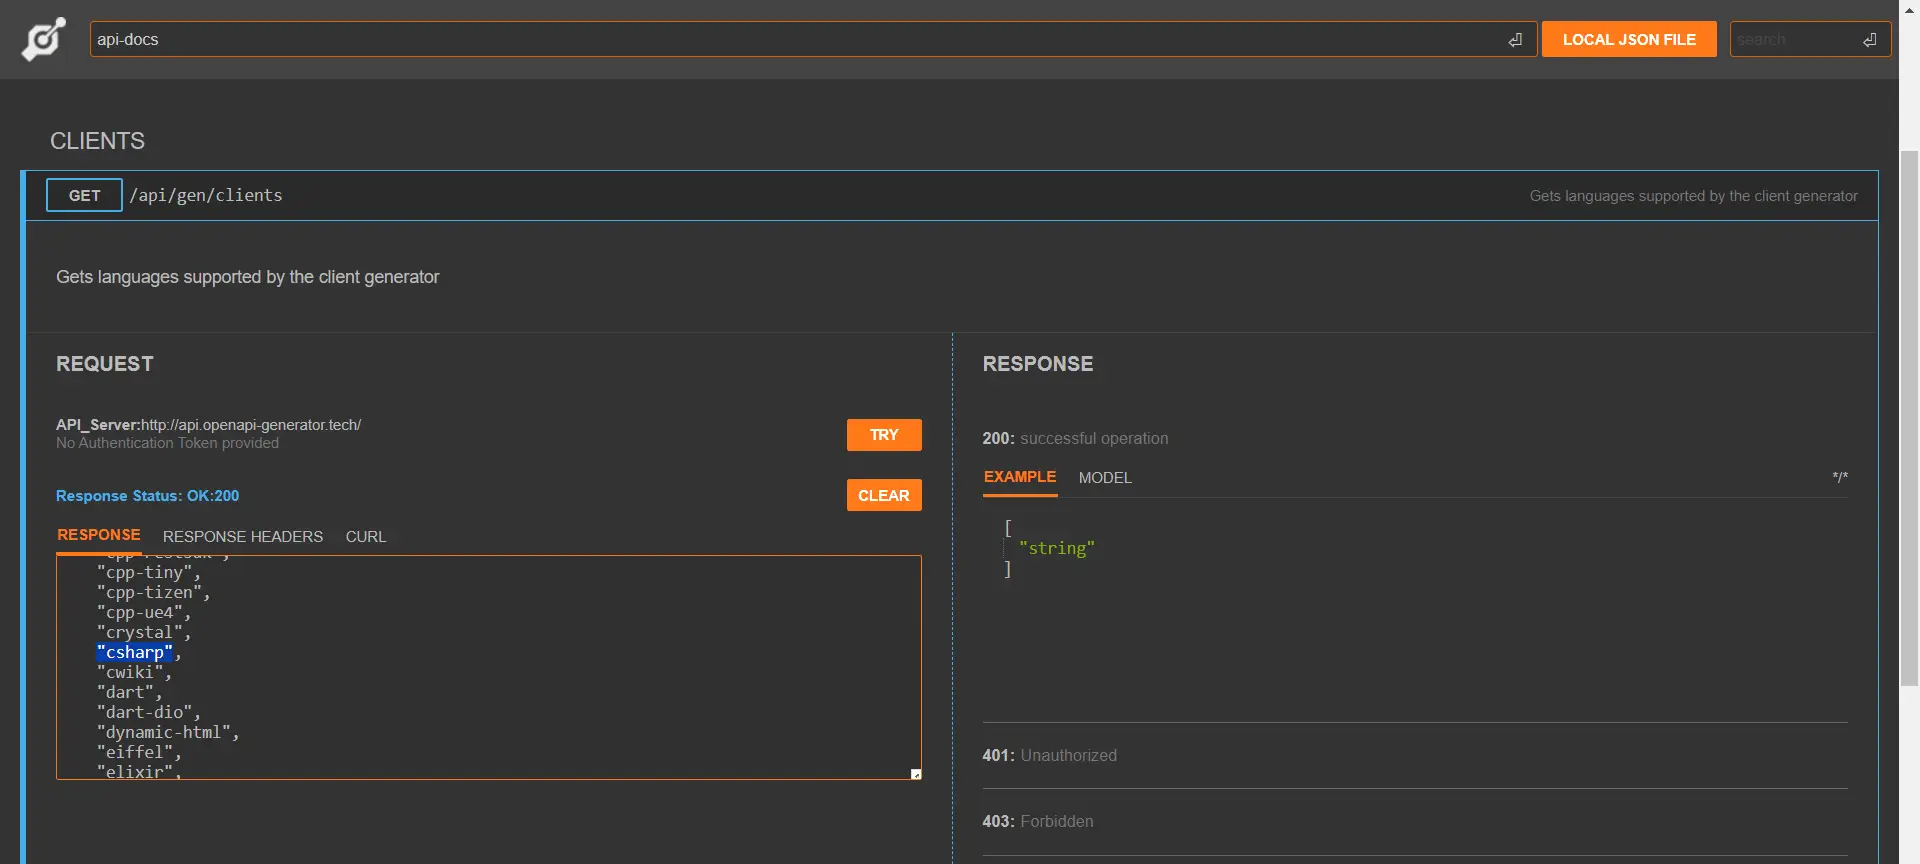 api-docs
LOCAL JSON FILE
search
CLIENTS
GET /api/gen/clients
Gets languages supported by the client generator
Gets languages supported by the client generator
REQUEST
API_Server:http://api.openapi-generator.tech/
No Authentication Token provided
TRY
Response Status: OK:200
CLEAR
RESPONSE RESPONSE HEADERS CURL
"cpp-restsdk",
"cpp-tiny",
"cpp-tizen",
"cpp-ue4",
"crystal",
"csharp",
"cwiki",
"dart",
"dart-dio",
"dynamic-html",
"eiffel",
"elixir",
RESPONSE
200: successful operation
EXAMPLE MODEL */*
[
"string"
]
401: Unauthorized
403: Forbidden